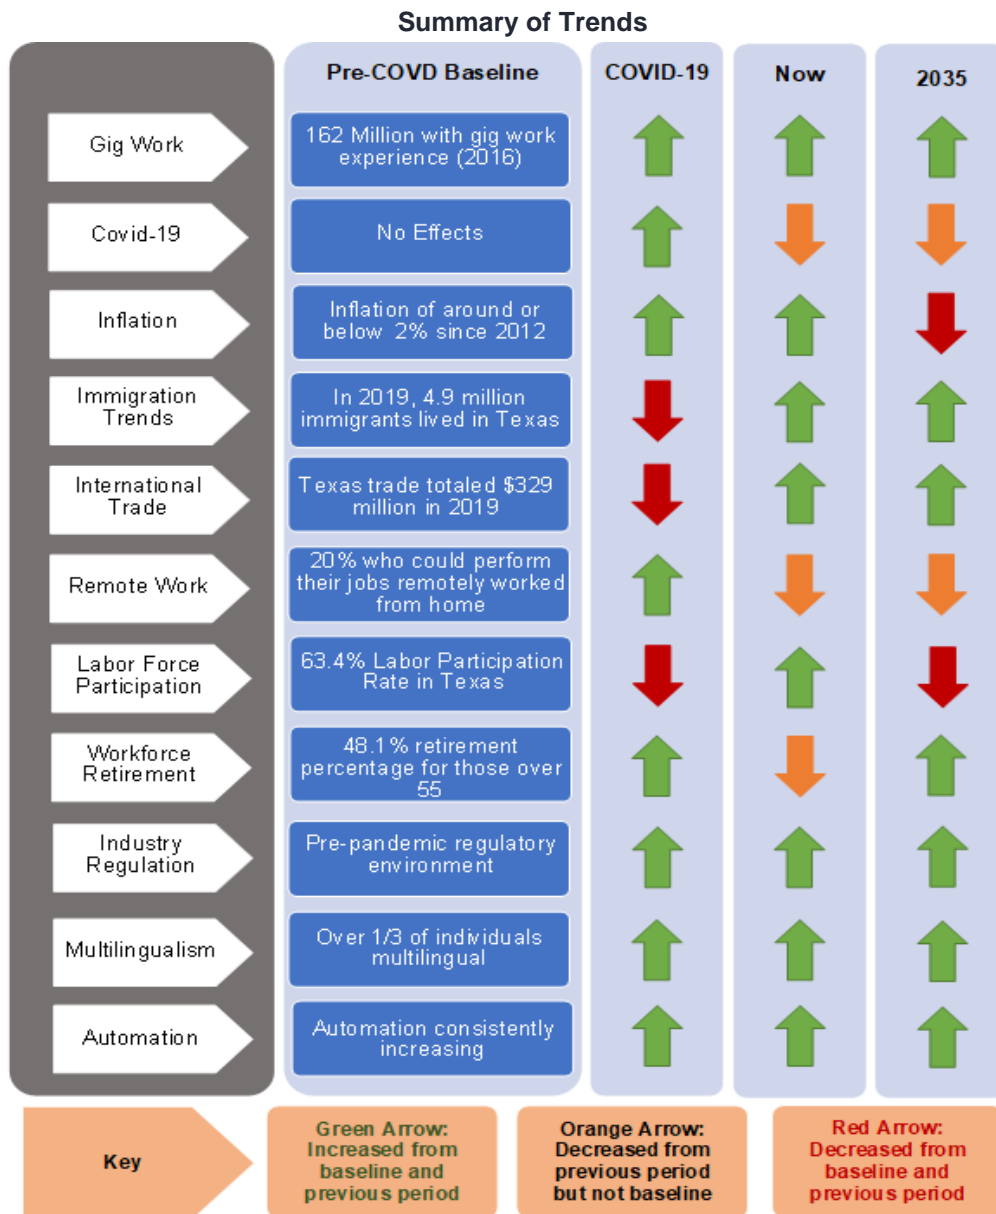 Summary of Trends
Pre-COVD Baseline
COVID-19
Now
2035
Gig Work
162 Million with gig work
experience (2016)
Covid-19
No Effects
Inflation
Inflation of around or
below 2% since 2012
Immigration
Trends
In 2019, 4.9 million
immigrants lived in Texas
International
Trade
Texas trade totaled $329
million in 2019
Remote Work
20% who could perform
their jobs remotely worked
from home
Labor Force
Participation
63.4% Labor Participation
Rate in Texas
Workforce
Retirement
48.1% retirement
percentage for those over
55
Industry
Regulation
Pre-pandemic regulatory
environment
Multilingualism
Over 1/3 of individuals
multilingual
Automation
Automation consistently
increasing
Key
Green Arrow:
Increased from
baseline and
previous period
Orange Arrow:
Decreased from
previous period
but not baseline
Red Arrow:
Decreased from
baseline and
previous period